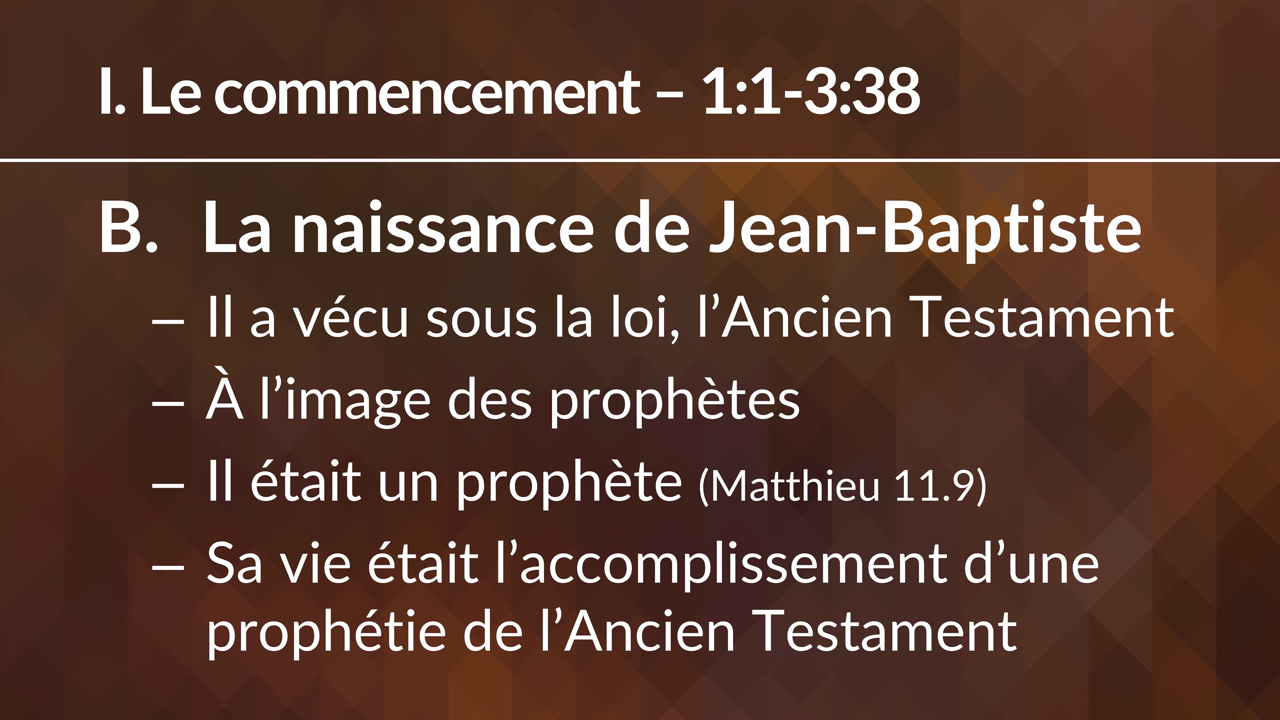 I. Le commencement – 1:1-3:38
B. La naissance de Jean-Baptiste
– Il a vécu sous la loi, l’Ancien Testament
– À l’image des prophètes
– Il était un prophète (Matthieu 11.9)
– Sa vie était l’accomplissement d’une
prophétie de l’Ancien Testament